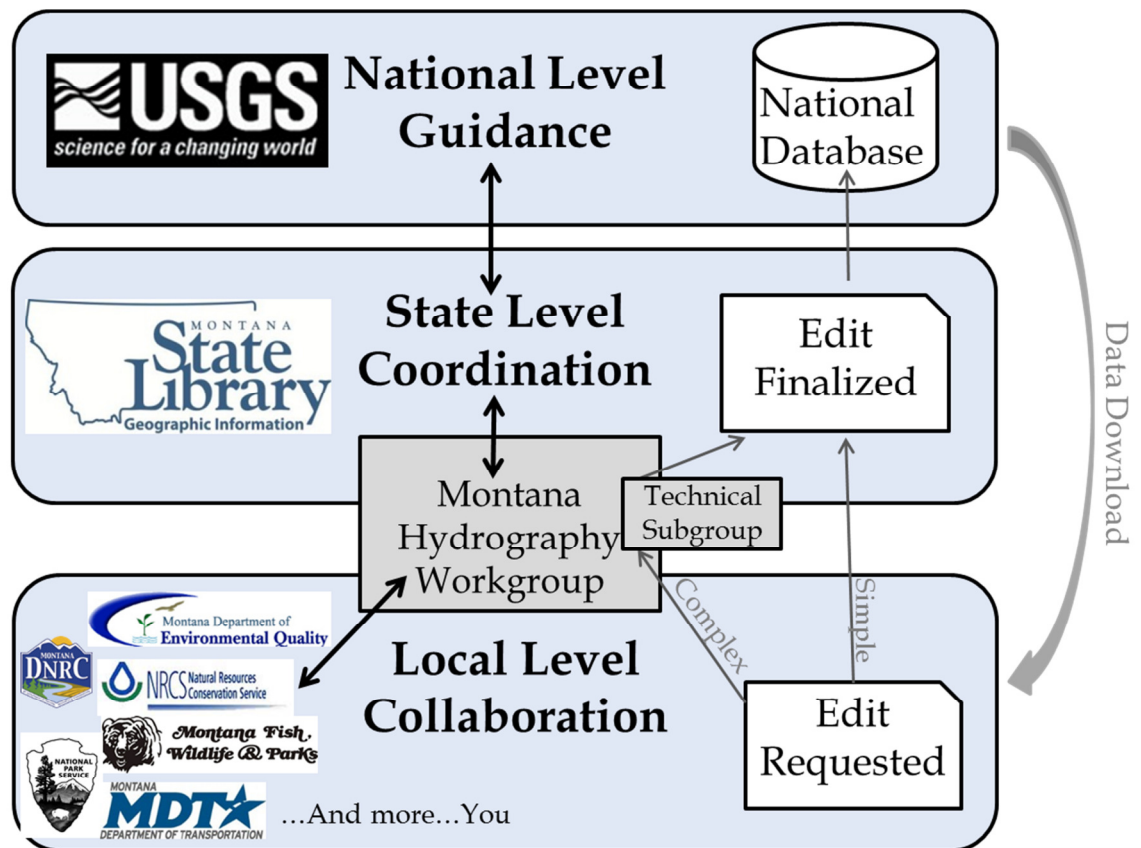 USGS
science for a changing world
National Level
Guidance
National
Database
MONTANA
State
Library
Geographic Information
State Level
Coordination
Edit
Finalized
Data Download
Montana
Hydrography
Workgroup
Technical
Subgroup
Complex
Simple
Montana Department of
Environmental Quality
MONTANA
DNRC
NRCS
Natural Resources
Conservation Service
Montana Fish,
Wildlife & Parks
NATIONAL
PARK
SERVICE
MONTANA
MDT
DEPARTMENT OF TRANSPORTATION
...And more...You
Local Level
Collaboration
Edit
Requested